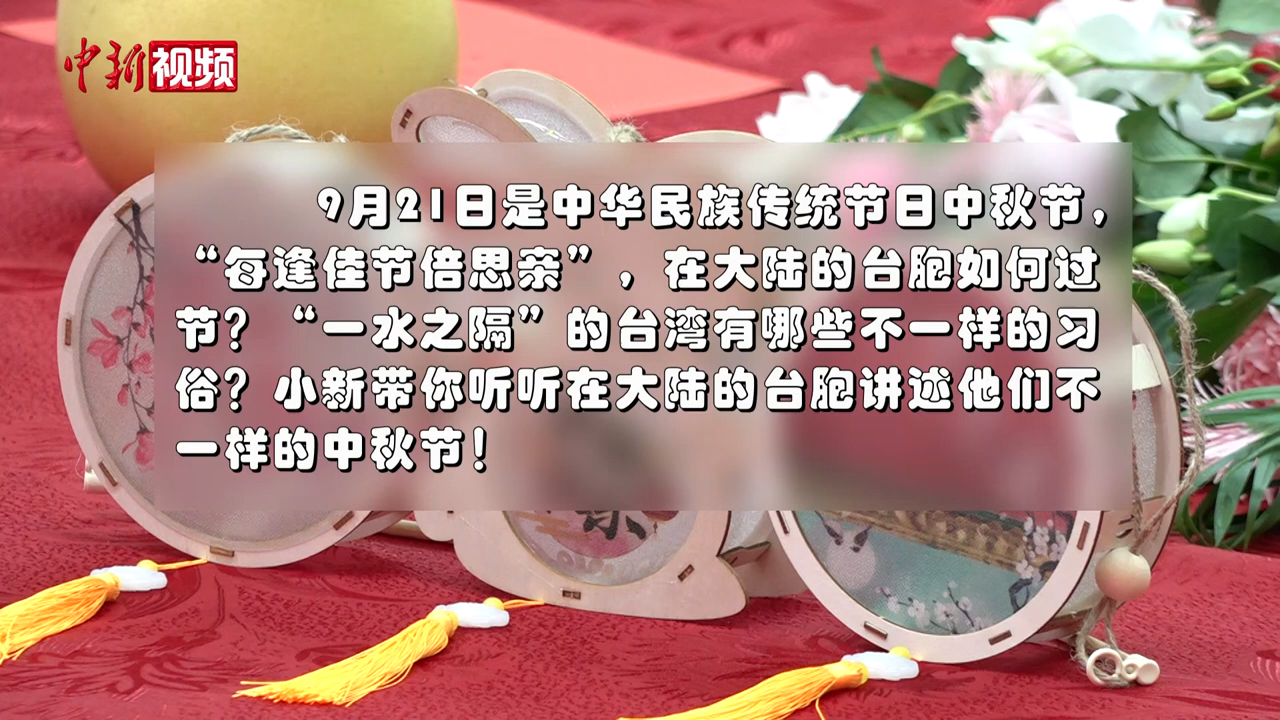 中新视频
9月21日是中华民族传统节日中秋节，
“每逢佳节倍思亲”，在大陆的台胞如何过
节？“一水之隔”的台湾有哪些不一样的习
俗？小新带你听听在大陆的台胞讲述他们不
一样的中秋节！